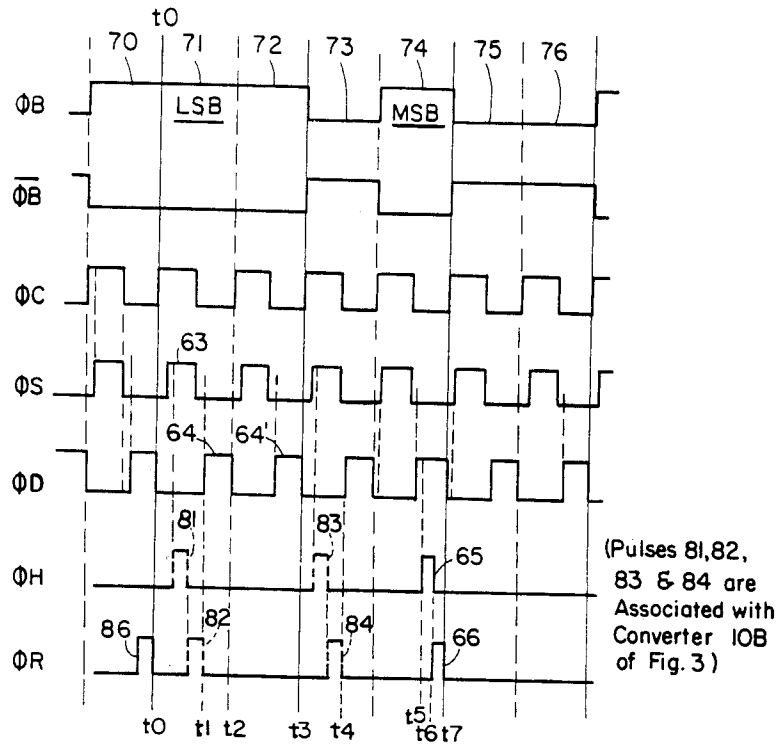 t0
70 71 72 73 74 75 76
ΦB LSB MSB
Φ̅B̅
ΦC
63
ΦS
64 64'
ΦD
81 83 65
ΦH
86 82 84 66
ΦR
t0 t1 t2 t3 t4 t5 t6 t7
(Pulses 81,82,
83 & 84 are
Associated with
Converter 10B
of Fig. 3)